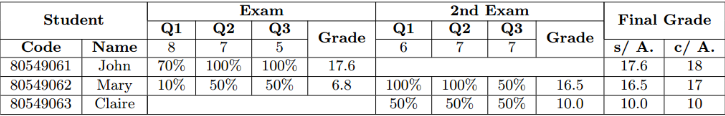 Student Exam 2nd Exam Final Grade
Q1 Q2 Q3 Grade Q1 Q2 Q3 Grade
Code Name 8 7 5 6 7 7 s/ A. c/ A.
80549061 John 70% 100% 100% 17.6 17.6 18
80549062 Mary 10% 50% 50% 6.8 100% 100% 50% 16.5 16.5 17
80549063 Claire 50% 50% 50% 10.0 10.0 10